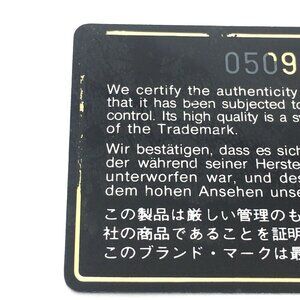 0509
We certify the authenticity
that it has been subjected to
control. Its high quality is a
of the Trademark.
Wir bestätigen, dass es sich
der während seiner Herste
unterworfen war, und des
dem hohen Ansehen unse
この製品は厳しい管理のも
社の商品であることを証明
このブランド・マークは最